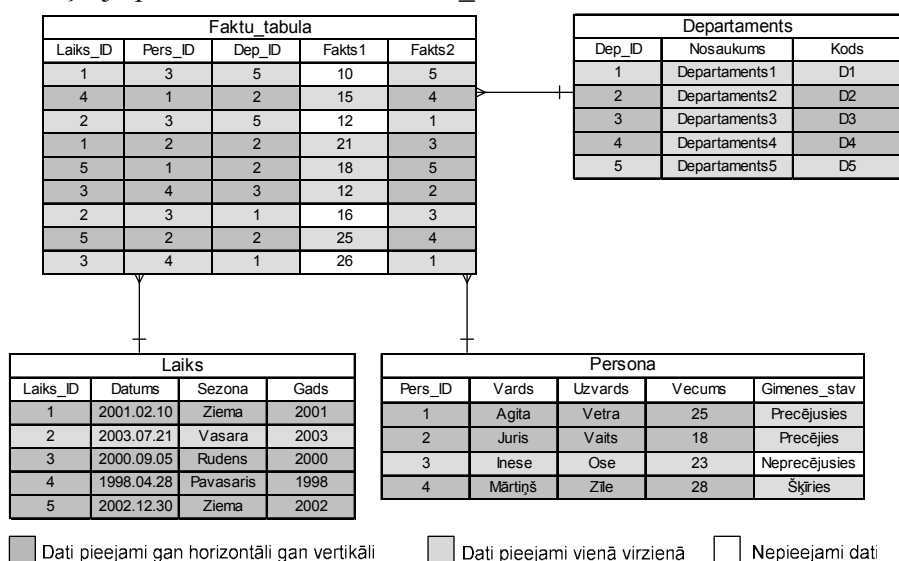 Faktu_tabula
Laiks_ID Pers_ID Dep_ID Fakts1 Fakts2
1 3 5 10 5
4 1 2 15 4
2 3 5 12 1
1 2 2 21 3
5 1 2 18 5
3 4 3 12 2
2 3 1 16 3
5 2 2 25 4
3 4 1 26 1
Departaments
Dep_ID Nosaukums Kods
1 Departaments1 D1
2 Departaments2 D2
3 Departaments3 D3
4 Departaments4 D4
5 Departaments5 D5
Laiks
Laiks_ID Datums Sezona Gads
1 2001.02.10 Ziema 2001
2 2003.07.21 Vasara 2003
3 2000.09.05 Rudens 2000
4 1998.04.28 Pavasaris 1998
5 2002.12.30 Ziema 2002
Persona
Pers_ID Vards Uzvards Vecums Gimenes_stav
1 Agita Vetra 25 Precējusies
2 Juris Vaits 18 Precējies
3 Inese Ose 23 Neprecējusies
4 Mārtiņš Zīle 28 Šķīries
Dati pieejami gan horizontāli gan vertikāli
Dati pieejami vienā virzienā
Nepieejami dati